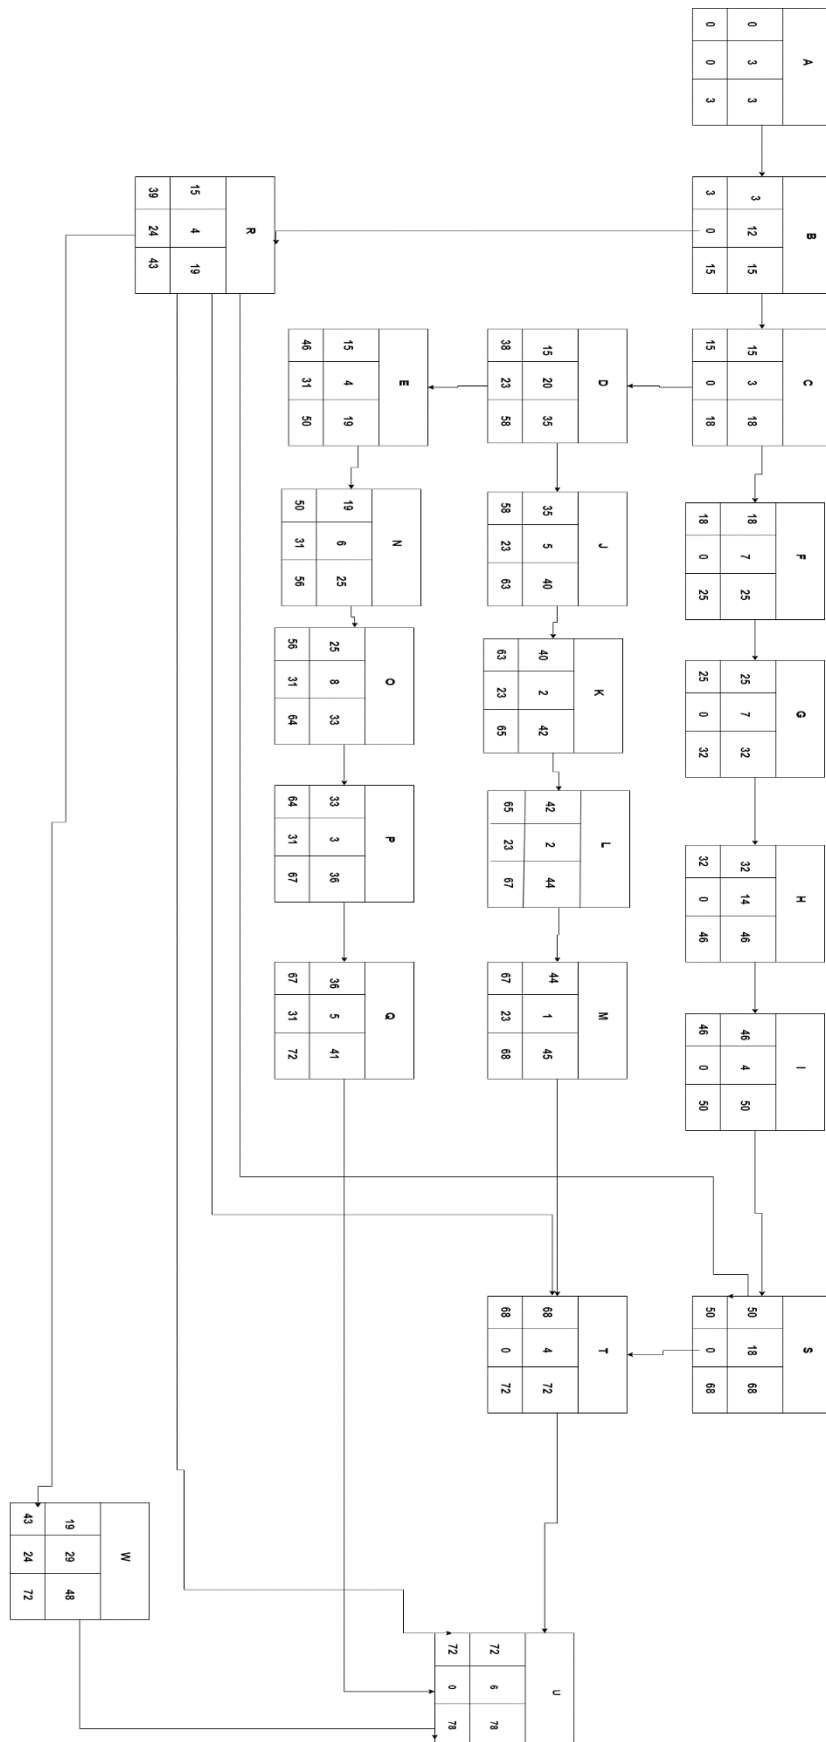 A
0 3 3
0 0 3
B
3 12 15
3 0 15
C
15 3 18
15 0 18
F
18 7 25
18 0 25
G
25 7 32
25 0 32
H
32 14 46
32 0 46
I
46 4 50
46 0 50
S
50 18 68
50 0 68
D
15 20 35
38 23 58
J
35 5 40
58 23 63
K
40 2 42
63 23 65
L
42 2 44
65 23 67
M
44 1 45
67 23 68
T
68 4 72
68 0 72
U
72 6 78
72 0 78
E
15 4 19
46 31 50
N
19 6 25
50 31 56
O
25 8 33
56 31 64
P
33 3 36
64 31 67
Q
36 5 41
67 31 72
R
15 4 19
39 24 43
W
19 29 48
43 24 72